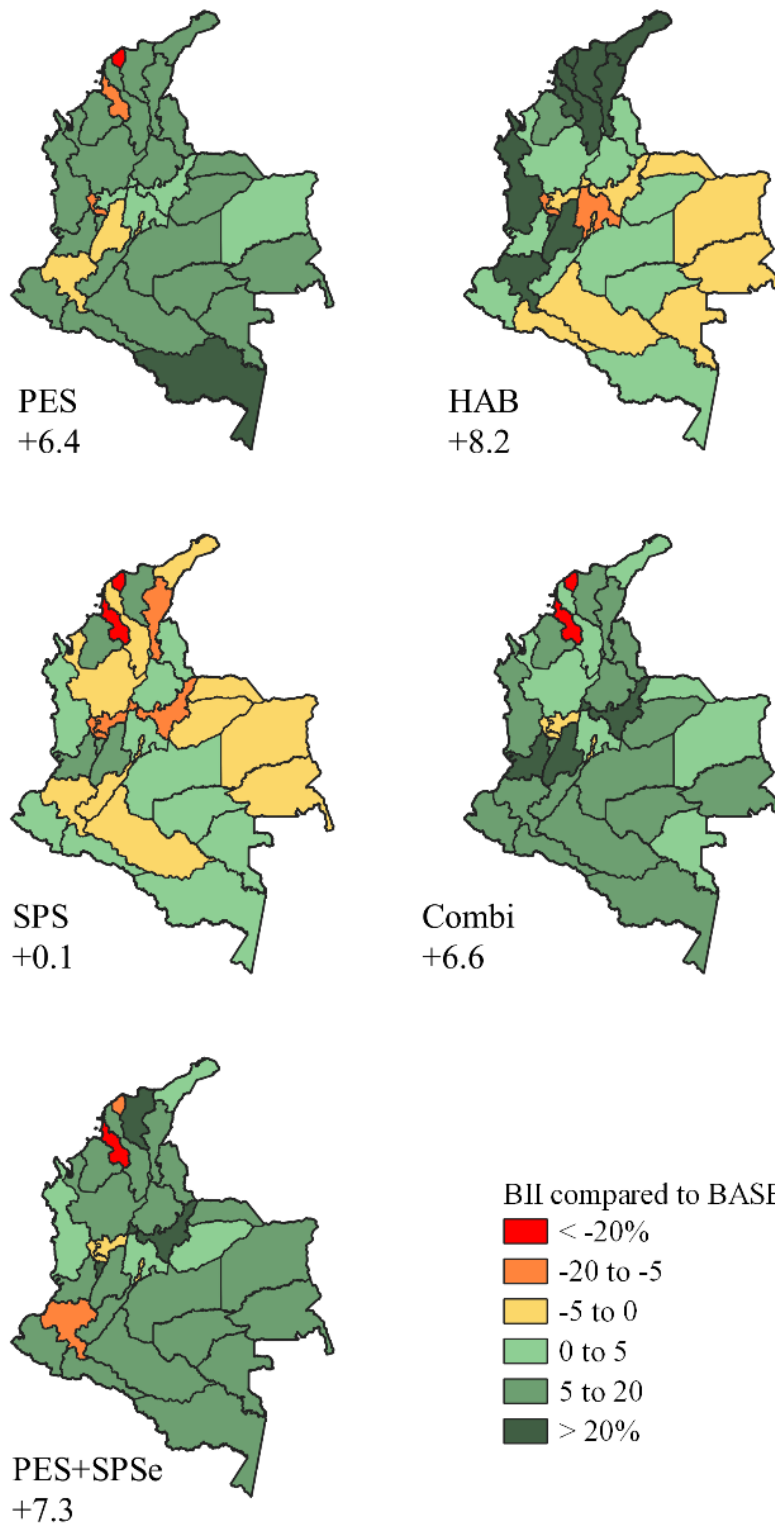 PES
+6.4
HAB
+8.2
SPS
+0.1
Combi
+6.6
PES+SPSe
+7.3
BII compared to BASE
< -20%
-20 to -5
-5 to 0
0 to 5
5 to 20
> 20%